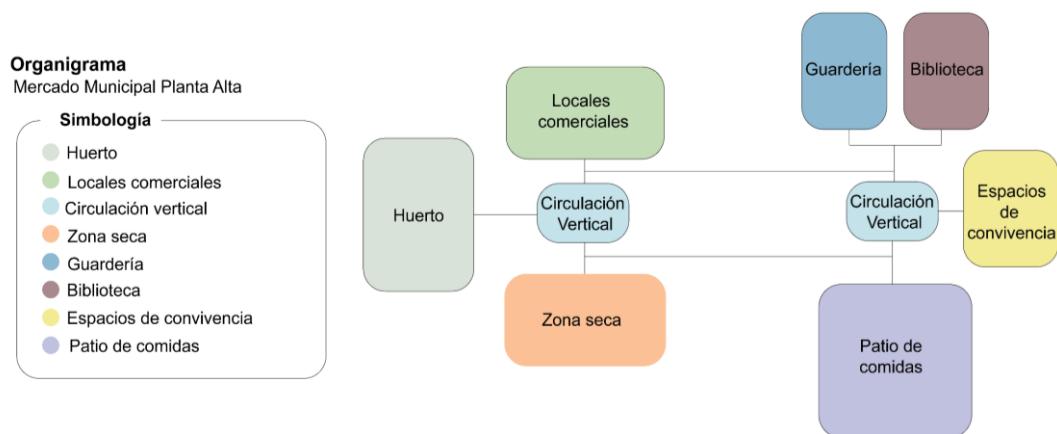 Organigrama
Mercado Municipal Planta Alta
Simbología
Huerto
Locales comerciales
Circulación vertical
Zona seca
Guardería
Biblioteca
Espacios de convivencia
Patio de comidas
Huerto
Locales
comerciales
Circulación
Vertical
Zona seca
Guardería
Biblioteca
Circulación
Vertical
Espacios
de
convivencia
Patio de
comidas